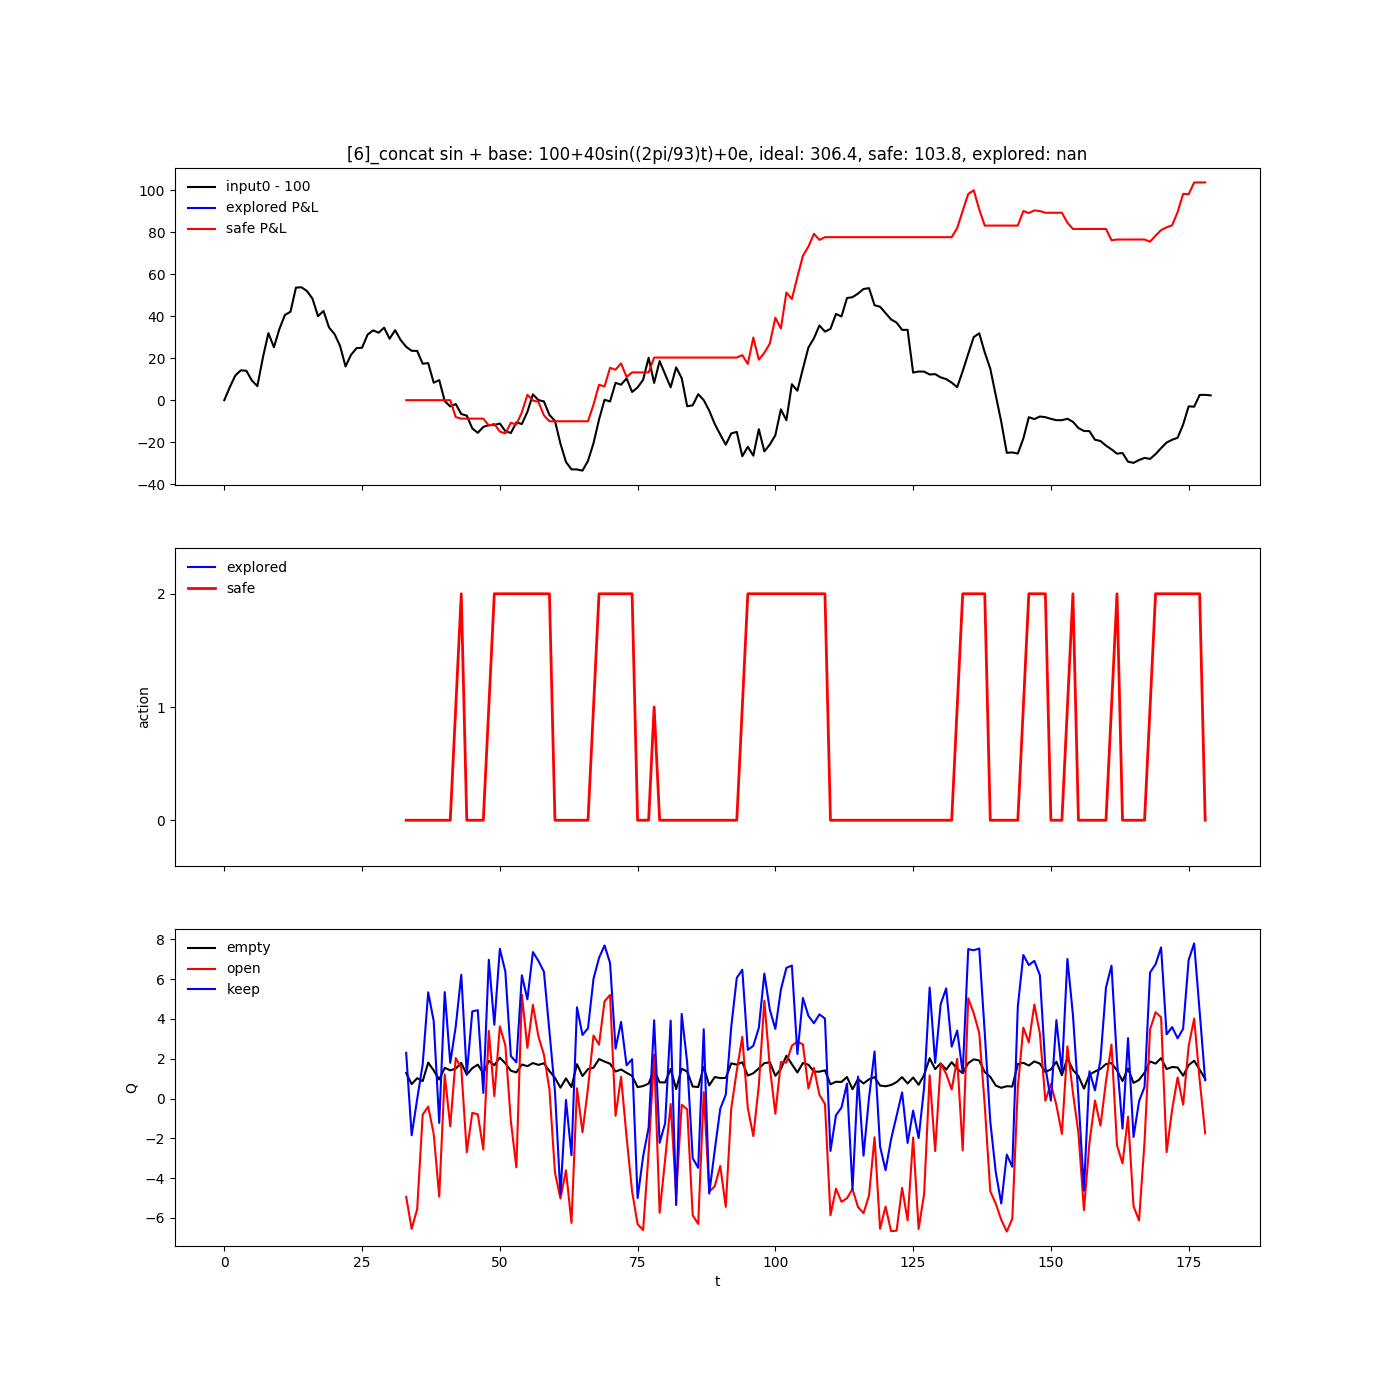 [6]_concat sin + base: 100+40sin((2pi/93)t)+0e, ideal: 306.4, safe: 103.8, explored: nan
input0 - 100
explored P&L
safe P&L
100
80
60
40
20
0
−20
−40
explored
safe
2
1
0
action
empty
open
keep
8
6
4
2
0
−2
−4
−6
Q
0 25 50 75 100 125 150 175
t